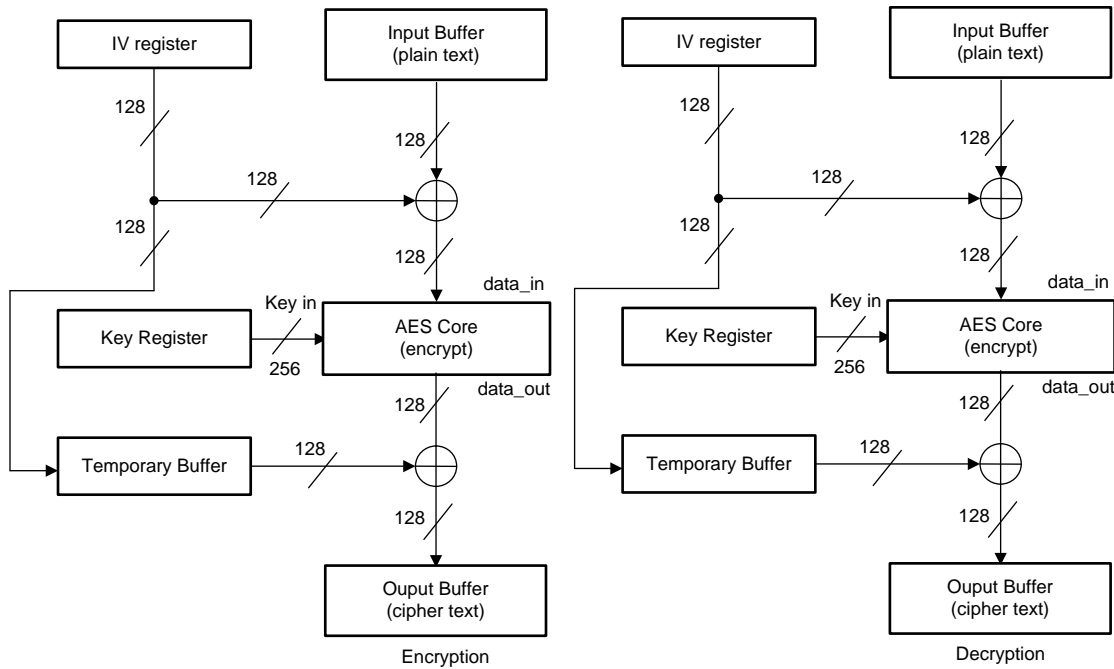 IV register
Input Buffer
(plain text)
128
128
128
128
128
data_in
Key in
Key Register
256
AES Core
(encrypt)
data_out
128
Temporary Buffer
128
128
Ouput Buffer
(cipher text)
Encryption
IV register
Input Buffer
(plain text)
128
128
128
128
128
data_in
Key in
Key Register
256
AES Core
(encrypt)
data_out
128
Temporary Buffer
128
128
Ouput Buffer
(cipher text)
Decryption